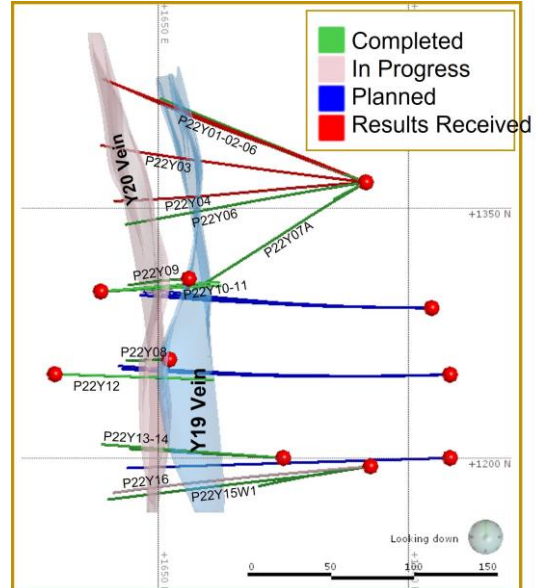 +1650 E
Completed
In Progress
Planned
Results Received
P22Y01-02-06
Y20 Vein
P22Y03
P22Y04
P22Y06
+1350 N
P22Y07A
P22Y09
P22Y10-11
P22Y08
P22Y12
Y19 Vein
P22Y13-14
+1200 N
P22Y16
P22Y15W1
Looking down
0 50 100 150
+1650